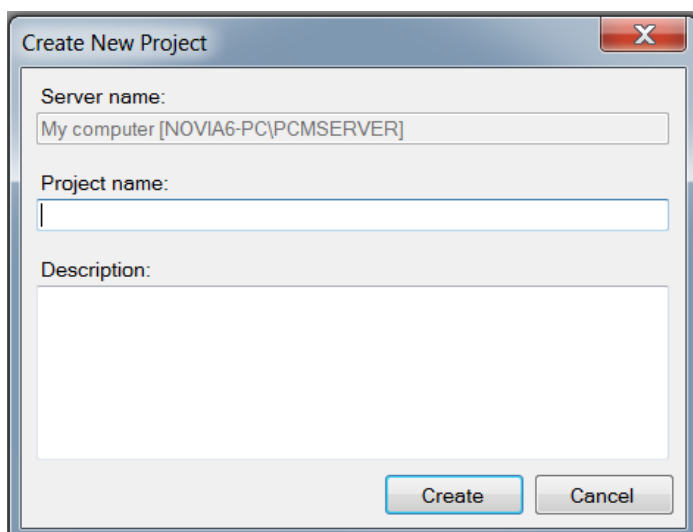 Create New Project
Server name:
My computer [NOVIA6-PC\PCMSERVER]
Project name:
Description:
Create
Cancel